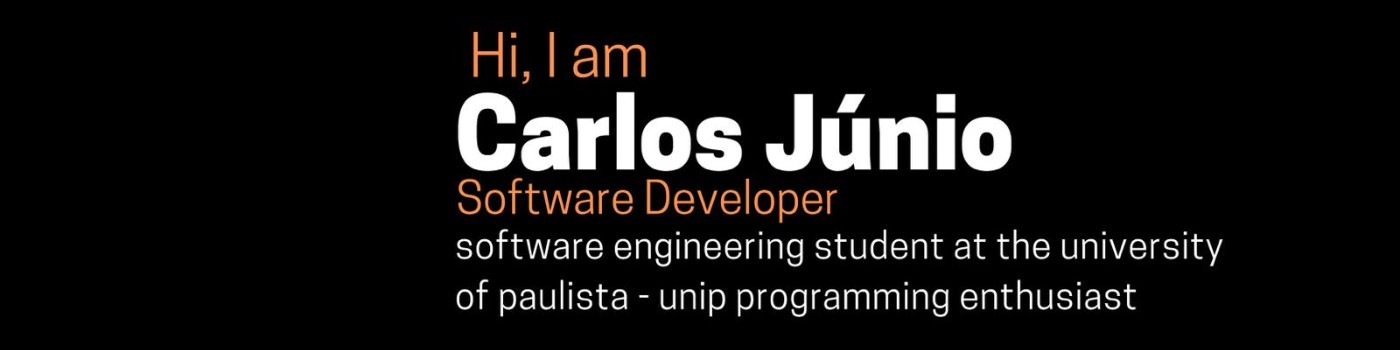 Hi, I am
Carlos Júnio
Software Developer
software engineering student at the university
of paulista - unip programming enthusiast